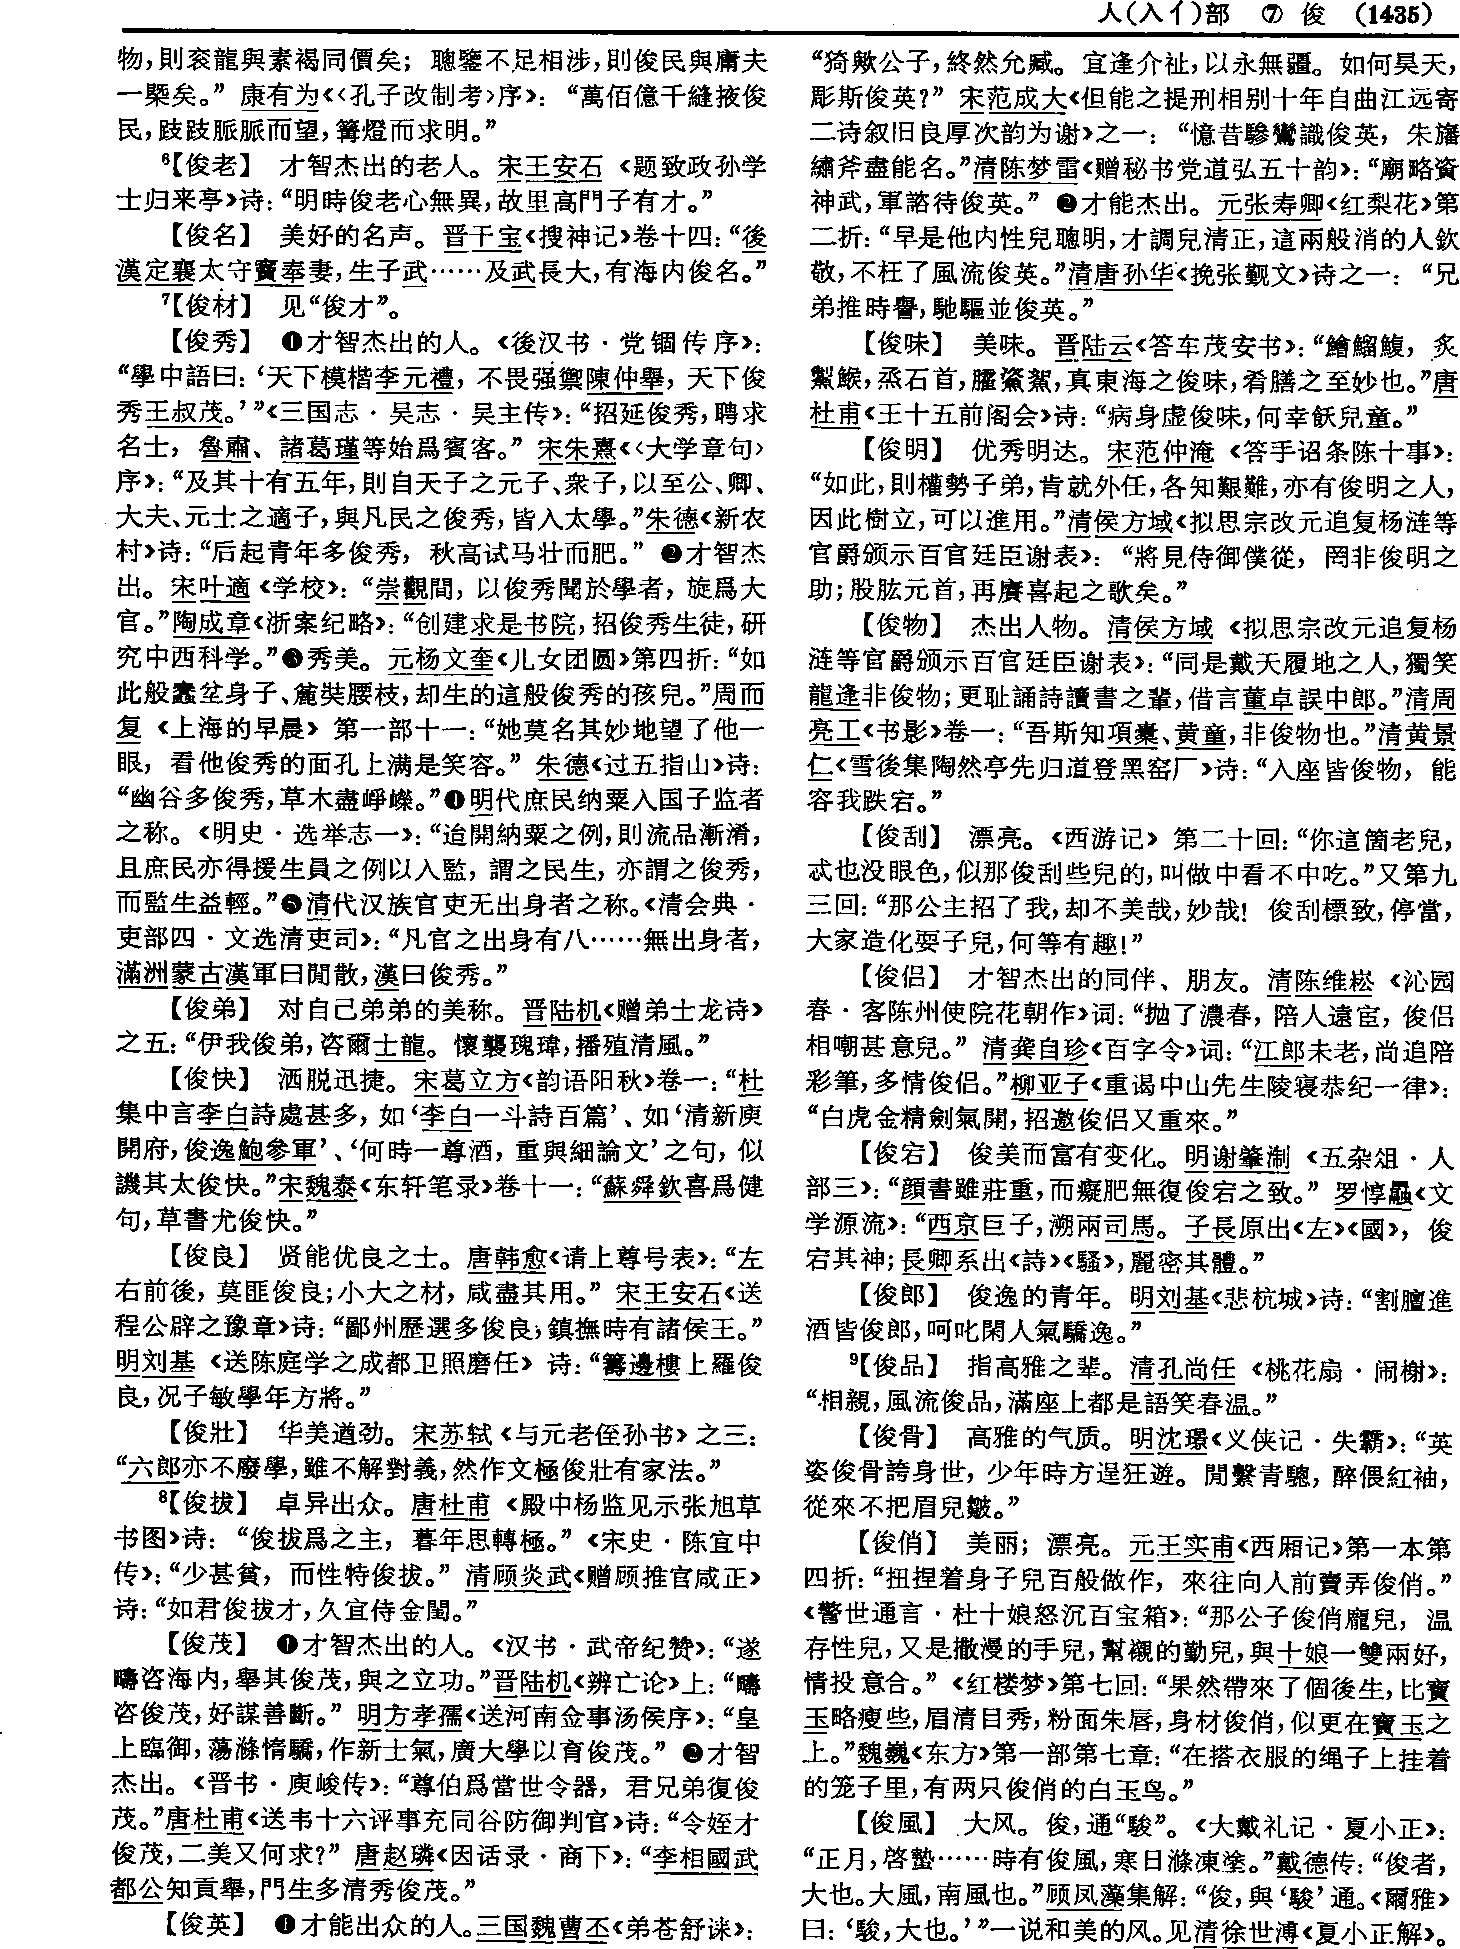 人(入亻)部 ⑦ 俊 (1435)
物，則衮龍與素褐同價矣；聰鑒不足相涉，則俊民與庸夫
一槩矣。”康有为《〈孔子改制考〉序》：“萬佰億千縫掖俊
民，跂跂脈脈而望，篝燈而求明。”
⁶【俊老】 才智杰出的老人。宋王安石《题致政孙学
士归来亭》诗：“明時俊老心無異，故里高門子有才。”
【俊名】 美好的名声。晋干宝《搜神记》卷十四：“後
漢定襄太守竇奉妻，生子武……及武長大，有海内俊名。”
⁷【俊材】 见“俊才”。
【俊秀】 ❶才智杰出的人。《後汉书·党锢传序》：
“學中語曰：‘天下模楷李元禮，不畏强禦陳仲舉，天下俊
秀王叔茂。’”《三国志·吴志·吴主传》：“招延俊秀，聘求
名士，魯肅、諸葛瑾等始爲賓客。”宋朱熹《〈大学章句〉
序》：“及其十有五年，則自天子之元子、衆子，以至公、卿、
大夫、元士之適子，與凡民之俊秀，皆入太學。”朱德《新农
村》诗：“后起青年多俊秀，秋高试马壮而肥。”❷才智杰
出。宋叶適《学校》：“崇觀間，以俊秀聞於學者，旋爲大
官。”陶成章《浙案纪略》：“创建求是书院，招俊秀生徒，研
究中西科学。”❸秀美。元杨文奎《儿女团圆》第四折：“如
此般蠢坌身子、麄奘腰枝，却生的這般俊秀的孩兒。”周而
复《上海的早晨》第一部十一：“她莫名其妙地望了他一
眼，看他俊秀的面孔上满是笑容。”朱德《过五指山》诗：
“幽谷多俊秀，草木盡崢嶸。”❹明代庶民纳粟入国子监者
之称。《明史·选举志一》：“迨開納粟之例，則流品漸淆，
且庶民亦得援生員之例以入監，謂之民生，亦謂之俊秀，
而監生益輕。”❺清代汉族官吏无出身者之称。《清会典·
吏部四·文选清吏司》：“凡官之出身有八……無出身者，
滿洲蒙古漢軍曰閒散，漢曰俊秀。”
【俊弟】 对自己弟弟的美称。晋陆机《赠弟士龙诗》
之五：“伊我俊弟，咨爾士龍。懷襲瑰瑋，播殖清風。”
【俊快】 洒脱迅捷。宋葛立方《韵语阳秋》卷一：“杜
集中言李白詩處甚多，如‘李白一斗詩百篇’、如‘清新庾
開府，俊逸鮑參軍’、‘何時一尊酒，重與細論文’之句，似
譏其太俊快。”宋魏泰《东轩笔录》卷十一：“蘇舜欽喜爲健
句，草書尤俊快。”
【俊良】 贤能优良之士。唐韩愈《请上尊号表》：“左
右前後，莫匪俊良；小大之材，咸盡其用。”宋王安石《送
程公辟之豫章》诗：“鄱州歷選多俊良，鎮撫時有諸侯王。”
明刘基《送陈庭学之成都卫照磨任》诗：“籌邊樓上羅俊
良，况子敏學年方將。”
【俊壯】 华美遒劲。宋苏轼《与元老侄孙书》之三：
“六郎亦不廢學，雖不解對義，然作文極俊壯有家法。”
⁸【俊拔】 卓异出众。唐杜甫《殿中杨监见示张旭草
书图》诗：“俊拔爲之主，暮年思轉極。”《宋史·陈宜中
传》：“少甚貧，而性特俊拔。”清顾炎武《赠顾推官咸正》
诗：“如君俊拔才，久宜侍金閨。”
【俊茂】 ❶才智杰出的人。《汉书·武帝纪赞》：“遂
疇咨海内，舉其俊茂，與之立功。”晋陆机《辨亡论》上：“疇
咨俊茂，好謀善斷。”明方孝孺《送河南佥事汤侯序》：“皇
上臨御，蕩滌惰驕，作新士氣，廣大學以育俊茂。”❷才智
杰出。《晋书·庾峻传》：“尊伯爲當世令器，君兄弟復俊
茂。”唐杜甫《送韦十六评事充同谷防御判官》诗：“令姪才
俊茂，二美又何求?”唐赵璘《因话录·商下》：“李相國武
都公知貢舉，門生多清秀俊茂。”
【俊英】 ❶才能出众的人。三国魏曹丕《弟苍舒诔》：
“猗歟公子，終然允臧。宜逢介祉，以永無疆。如何昊天，
彫斯俊英?”宋范成大《但能之提刑相别十年自曲江远寄
二诗叙旧良厚次韵为谢》之一：“憶昔驂鸞識俊英，朱旛
繡斧盡能名。”清陈梦雷《赠秘书党道弘五十韵》：“廟略資
神武，軍諮待俊英。”❷才能杰出。元张寿卿《红梨花》第
二折：“早是他内性兒聰明，才調兒清正，這兩般消的人欽
敬，不枉了風流俊英。”清唐孙华《挽张觐文》诗之一：“兄
弟推時譽，馳驅並俊英。”
【俊味】 美味。晋陆云《答车茂安书》：“鱠鰡鰒，炙
䱥鯸，烝石首，臛鮆鴽，真東海之俊味，肴膳之至妙也。”唐
杜甫《王十五前阁会》诗：“病身虚俊味，何幸飫兒童。”
【俊明】 优秀明达。宋范仲淹《答手诏条陈十事》：
“如此，則權勢子弟，肯就外任，各知艱難，亦有俊明之人，
因此樹立，可以進用。”清侯方域《拟思宗改元追复杨涟等
官爵颁示百官廷臣谢表》：“將見侍御僕從，罔非俊明之
助；股肱元首，再賡喜起之歌矣。”
【俊物】 杰出人物。清侯方域《拟思宗改元追复杨
涟等官爵颁示百官廷臣谢表》：“同是戴天履地之人，獨笑
龍逢非俊物；更耻誦詩讀書之輩，借言董卓誤中郎。”清周
亮工《书影》卷一：“吾斯知項橐、黄童，非俊物也。”清黄景
仁《雪後集陶然亭先归道登黑窑厂》诗：“入座皆俊物，能
容我跌宕。”
【俊刮】 漂亮。《西游记》第二十回：“你這箇老兒，
忒也没眼色，似那俊刮些兒的，叫做中看不中吃。”又第九
三回：“那公主招了我，却不美哉，妙哉！俊刮標致，停當，
大家造化耍子兒，何等有趣!”
【俊侣】 才智杰出的同伴、朋友。清陈维崧《沁园
春·客陈州使院花朝作》词：“抛了濃春，陪人遠宦，俊侣
相嘲甚意兒。”清龚自珍《百字令》词：“江郎未老，尚追陪
彩筆，多情俊侣。”柳亚子《重谒中山先生陵寝恭纪一律》：
“白虎金精劍氣開，招邀俊侣又重來。”
【俊宕】 俊美而富有变化。明谢肇淛《五杂俎·人
部三》：“顔書雖莊重，而癡肥無復俊宕之致。”罗惇曧《文
学源流》：“西京巨子，溯兩司馬。子長原出《左》《國》，俊
宕其神；長卿系出《詩》《騷》，麗密其體。”
【俊郎】 俊逸的青年。明刘基《悲杭城》诗：“割膻進
酒皆俊郎，呵叱閑人氣驕逸。”
⁹【俊品】 指高雅之辈。清孔尚任《桃花扇·闹榭》：
“相親，風流俊品，滿座上都是語笑春温。”
【俊骨】 高雅的气质。明沈璟《义侠记·失霸》：“英
姿俊骨誇身世，少年時方逞狂遊。閒繫青驄，醉偎紅袖，
從來不把眉兒皺。”
【俊俏】 美丽；漂亮。元王实甫《西厢记》第一本第
四折：“扭捏着身子兒百般做作，來往向人前賣弄俊俏。”
《警世通言·杜十娘怒沉百宝箱》：“那公子俊俏龐兒，温
存性兒，又是撒漫的手兒，幫襯的勤兒，與十娘一雙兩好，
情投意合。”《红楼梦》第七回：“果然帶來了個後生，比寶
玉略瘦些，眉清目秀，粉面朱唇，身材俊俏，似更在寶玉之
上。”魏巍《东方》第一部第七章：“在搭衣服的绳子上挂着
的笼子里，有两只俊俏的白玉鸟。”
【俊風】 大风。俊，通“駿”。《大戴礼记·夏小正》：
“正月，啓蟄……時有俊風，寒日滌凍塗。”戴德传：“俊者，
大也。大風，南風也。”顾凤藻集解：“俊，與‘駿’通。《爾雅》
曰：‘駿，大也。’”一说和美的风。见清徐世溥《夏小正解》。